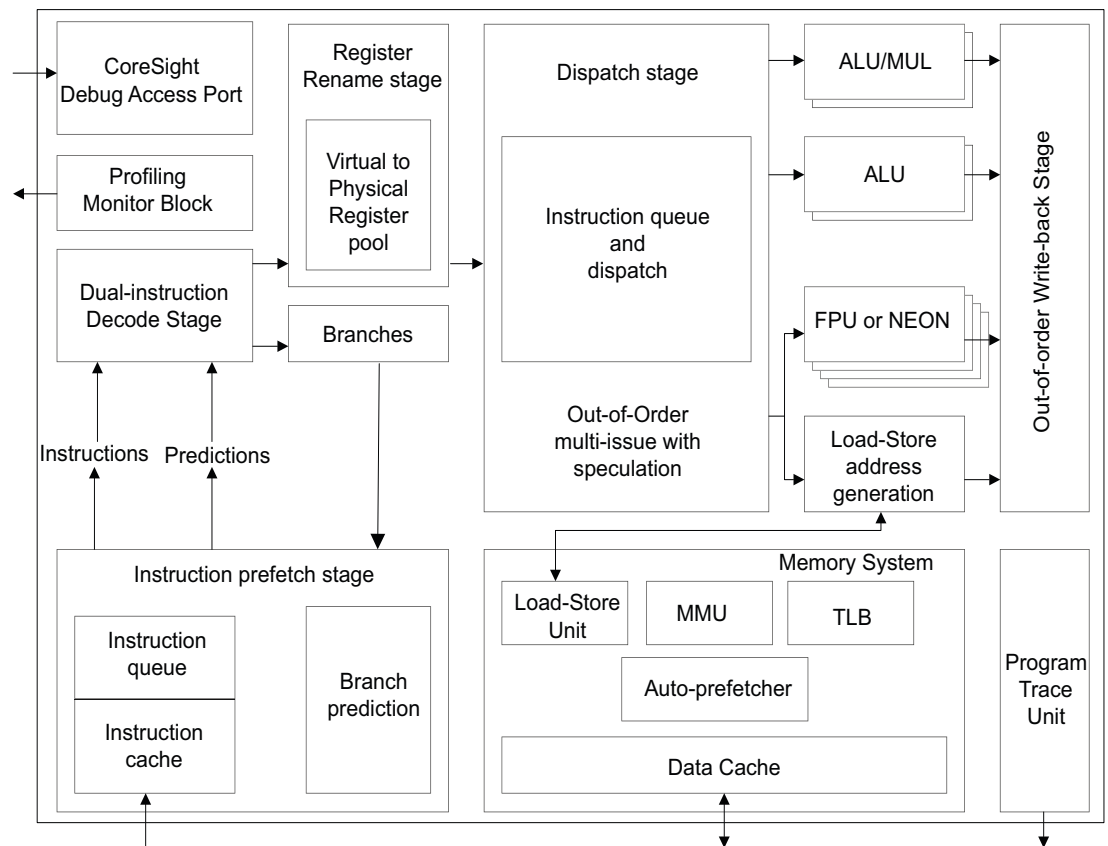 CoreSight
Debug Access Port
Profiling
Monitor Block
Dual-instruction
Decode Stage
Register
Rename stage
Virtual to
Physical
Register
pool
Branches
Dispatch stage
Instruction queue
and
dispatch
Out-of-Order
multi-issue with
speculation
ALU/MUL
ALU
FPU or NEON
Load-Store
address
generation
Out-of-order Write-back Stage
Instructions
Predictions
Instruction prefetch stage
Instruction
queue
Instruction
cache
Branch
prediction
Memory System
Load-Store
Unit
MMU
TLB
Auto-prefetcher
Data Cache
Program
Trace
Unit